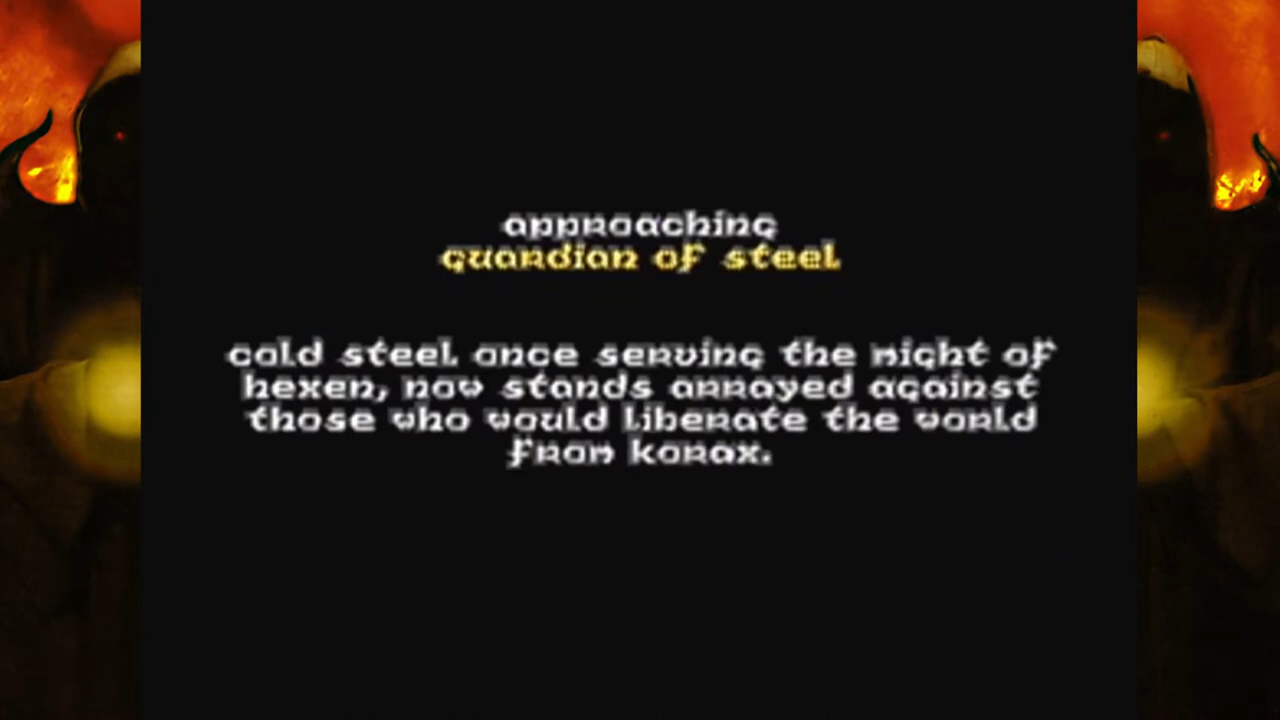 approaching
guardian of steel
cold steel once serving the might of
hexen, now stands arrayed against
those who would liberate the world
from korax.